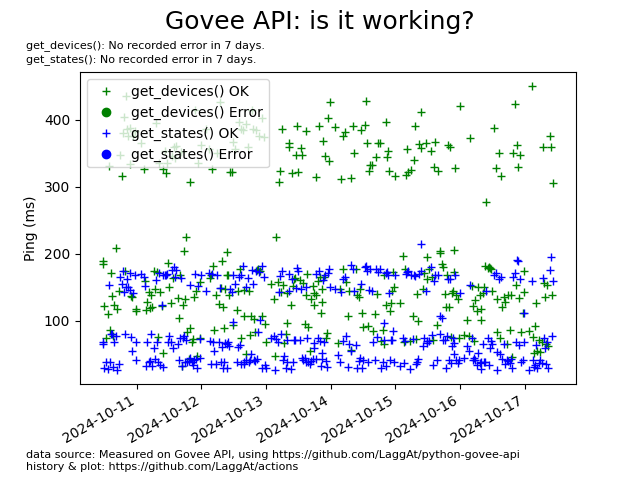 Govee API: is it working?
get_devices(): No recorded error in 7 days.
get_states(): No recorded error in 7 days.
get_devices() OK
get_devices() Error
get_states() OK
get_states() Error
400
300
200
100
Ping (ms)
2024-10-11
2024-10-12
2024-10-13
2024-10-14
2024-10-15
2024-10-16
2024-10-17
data source: Measured on Govee API, using https://github.com/LaggAt/python-govee-api
history & plot: https://github.com/LaggAt/actions